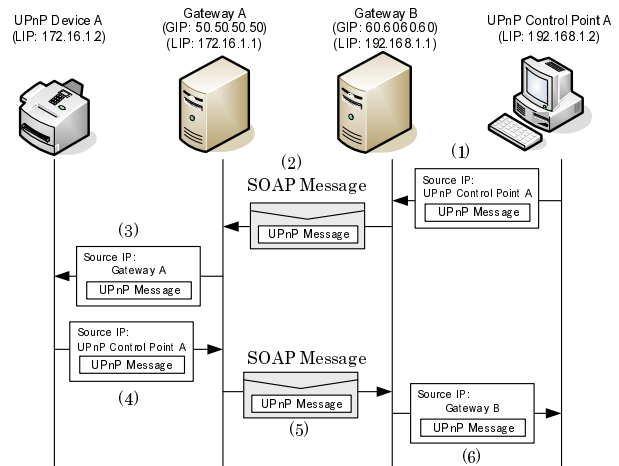 UPnP Device A
(LIP: 172.16.1.2)
Gateway A
(GIP: 50.50.50.50)
(LIP: 172.16.1.1)
Gateway B
(GIP: 60.60.60.60)
(LIP: 192.168.1.1)
UPnP Control Point A
(LIP: 192.168.1.2)
(1)
Source IP:
UPnP Control Point A
UPnP Message
(2)
SOAP Message
UPnP Message
(3)
Source IP:
Gateway A
UPnP Message
Source IP:
UPnP Control Point A
UPnP Message
(4)
SOAP Message
UPnP Message
(5)
Source IP:
Gateway B
UPnP Message
(6)